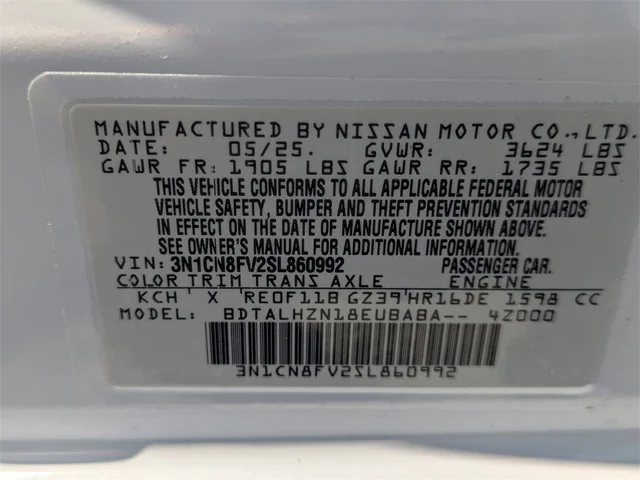 MANUFACTURED BY NISSAN MOTOR CO., LTD.
DATE: 05/25. GVWR: 3624 LBS
GAWR FR: 1905 LBS GAWR RR: 1735 LBS
THIS VEHICLE CONFORMS TO ALL APPLICABLE FEDERAL MOTOR
VEHICLE SAFETY, BUMPER AND THEFT PREVENTION STANDARDS
IN EFFECT ON THE DATE OF MANUFACTURE SHOWN ABOVE.
SEE OWNER'S MANUAL FOR ADDITIONAL INFORMATION.
VIN: 3N1CN8FV2SL860992 PASSENGER CAR.
COLOR TRIM TRANS AXLE ENGINE
KCH X RE0F11B GZ39 HR16DE 1598 CC
MODEL: BDTALHZN18EUBABA-- 4Z000
3N1CN8FV2SL860992